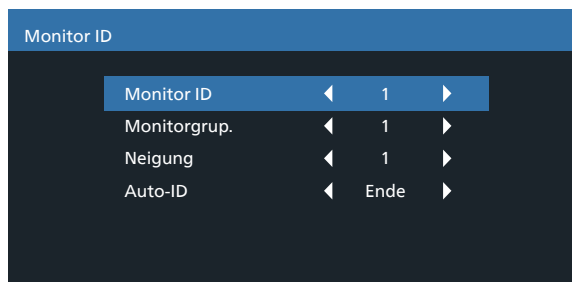 Monitor ID
Monitor ID 1
Monitorgrup. 1
Neigung 1
Auto-ID Ende